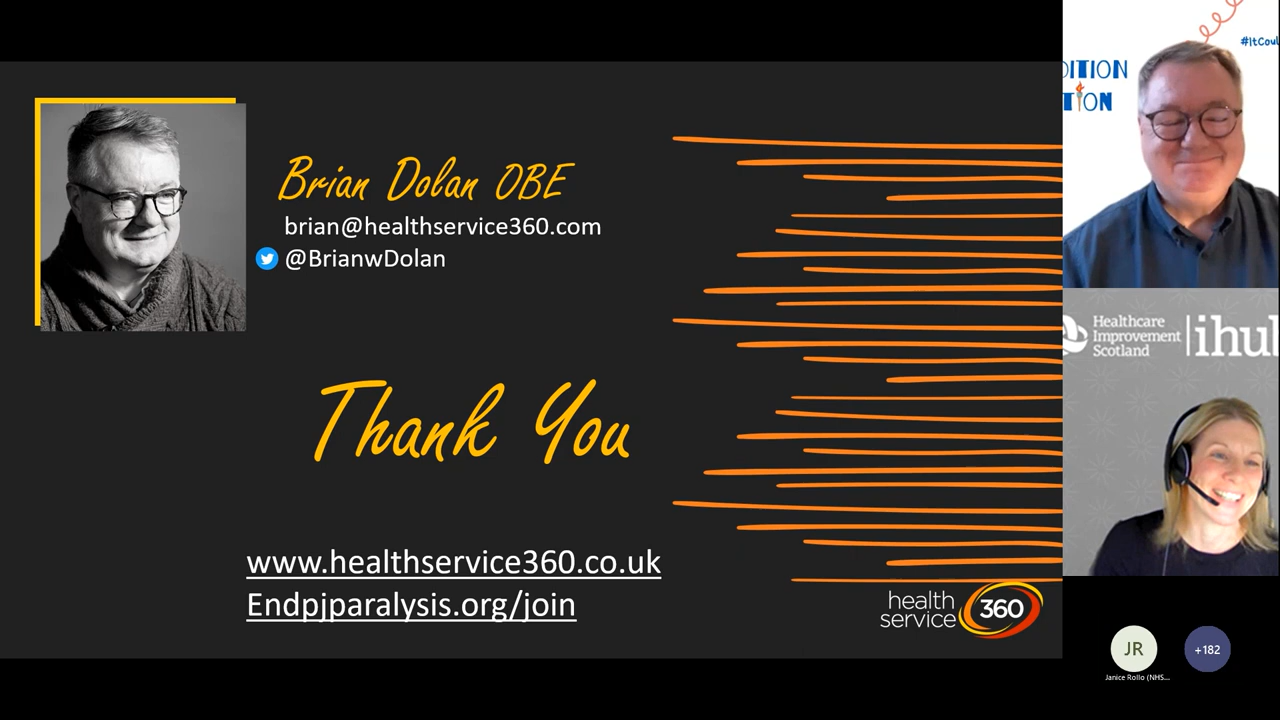 Brian Dolan OBE
brian@healthservice360.com
@BrianwDolan
Thank You
www.healthservice360.co.uk
Endpjparalysis.org/join
health
service
360
#ItCoul
DITION
TION
Healthcare
Improvement
Scotland
ihub
JR
+182
Janice Rollo (NHS...